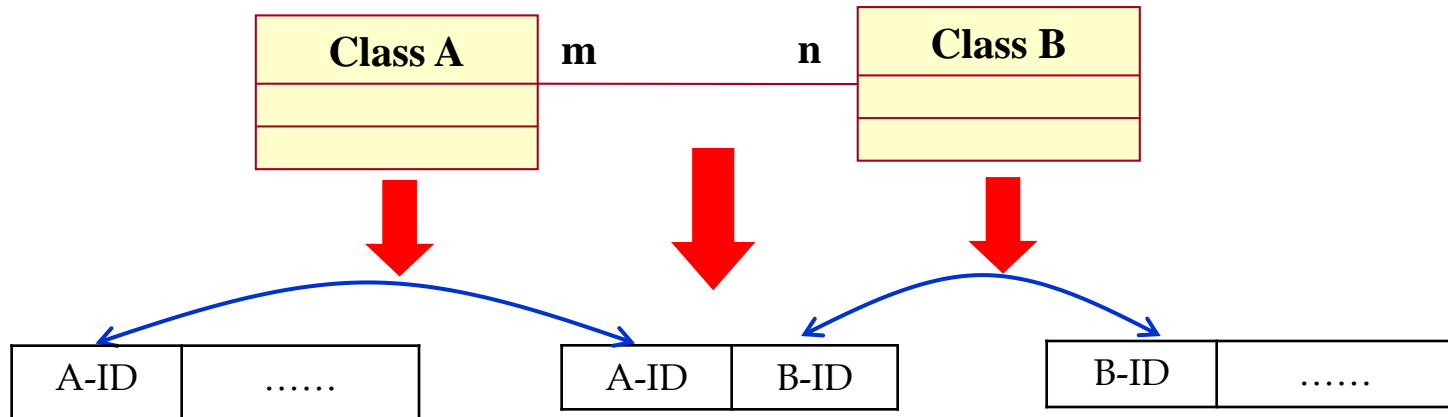 Class A m n Class B
A-ID …… A-ID B-ID B-ID ……